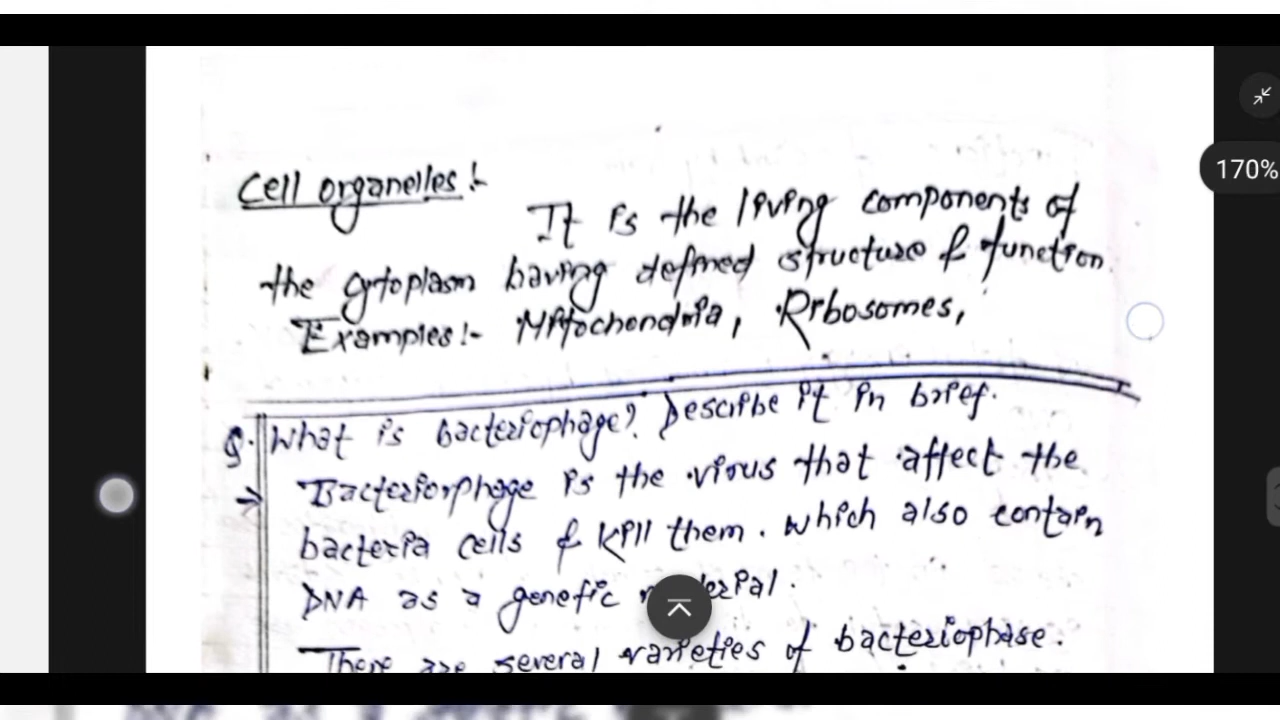 Cell organelles :-
It is the living components of
the cytoplasm having defined structure & function.
Examples :- Mitochondria, Ribosomes,
170%
Q. What is bacteriophage? Describe it in brief.
→ Bacteriorphage is the virus that affect the
bacteria cells & kill them. which also contain
DNA as a genetic material.
There are several varieties of bacteriophase.